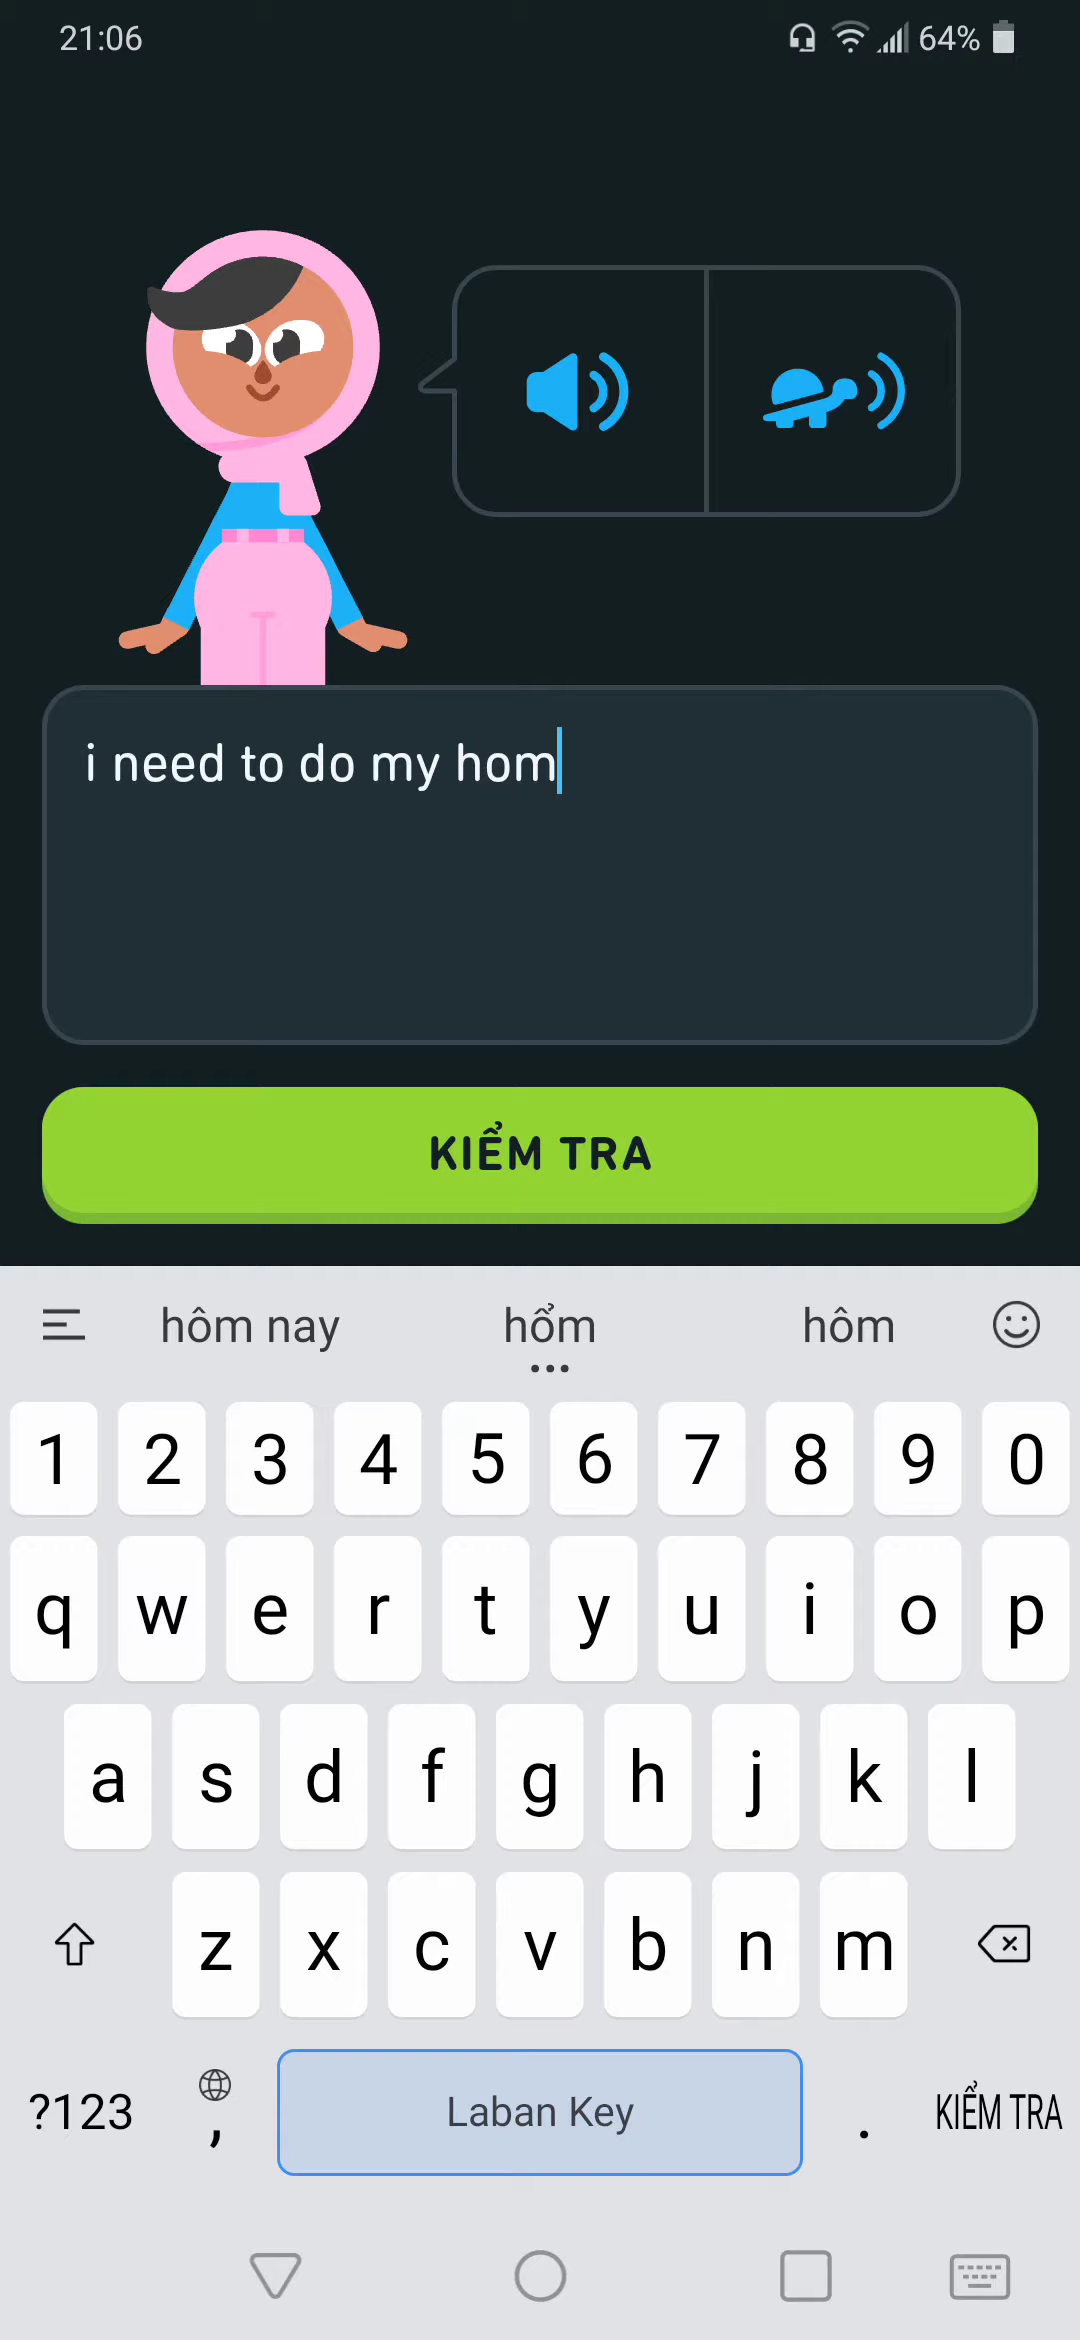 21:06 64%
i need to do my hom
KIỂM TRA
hôm nay hổm hôm
1 2 3 4 5 6 7 8 9 0
q w e r t y u i o p
a s d f g h j k l
z x c v b n m
?123 , Laban Key . KIỂM TRA